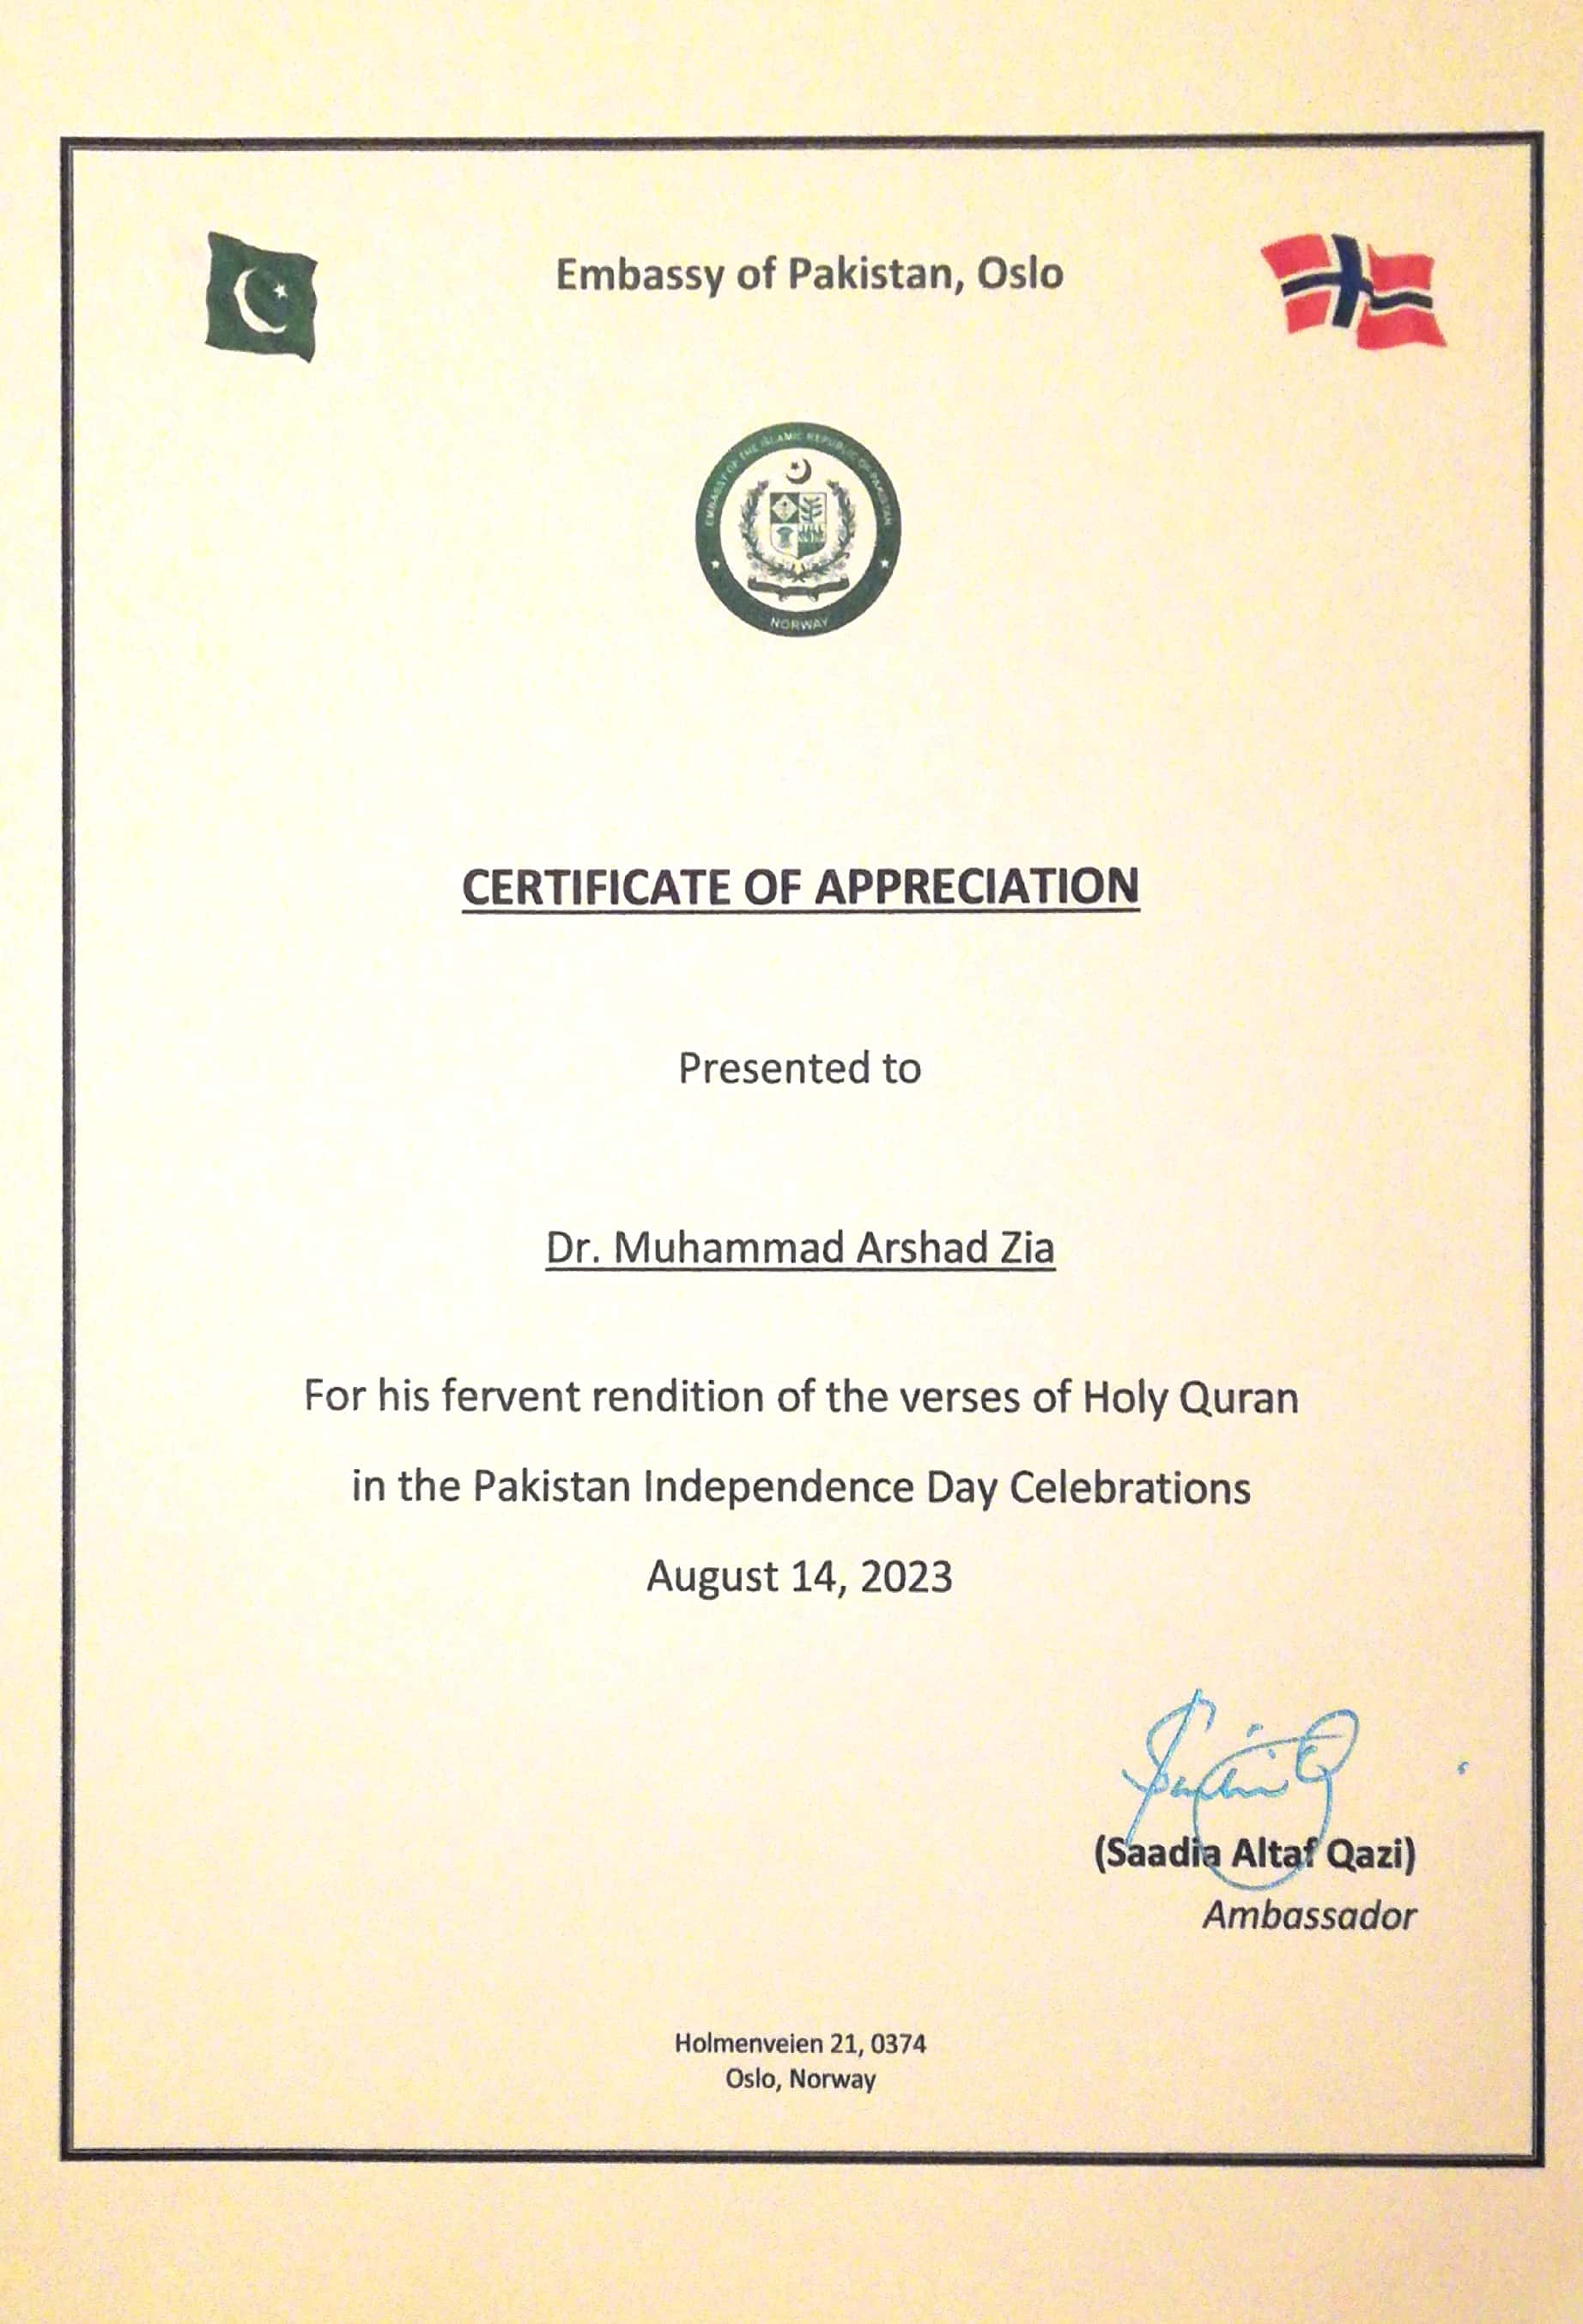 Embassy of Pakistan, Oslo
EMBASSY OF THE ISLAMIC REPUBLIC OF PAKISTAN
NORWAY
CERTIFICATE OF APPRECIATION
Presented to
Dr. Muhammad Arshad Zia
For his fervent rendition of the verses of Holy Quran
in the Pakistan Independence Day Celebrations
August 14, 2023
(Saadia Altaf Qazi)
Ambassador
Holmenveien 21, 0374
Oslo, Norway